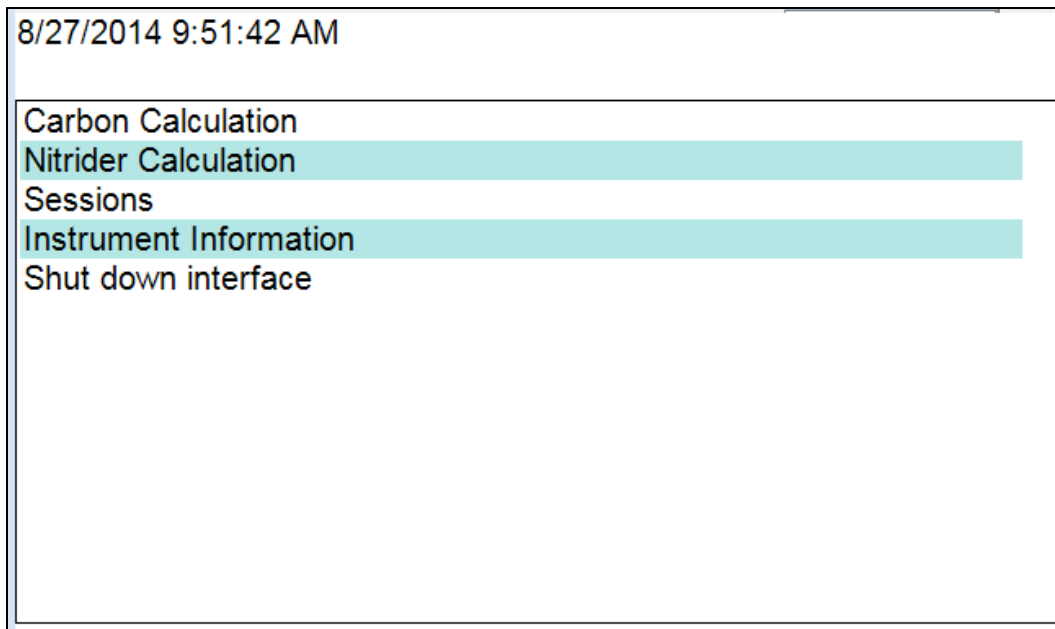 8/27/2014 9:51:42 AM
Carbon Calculation
Nitrider Calculation
Sessions
Instrument Information
Shut down interface